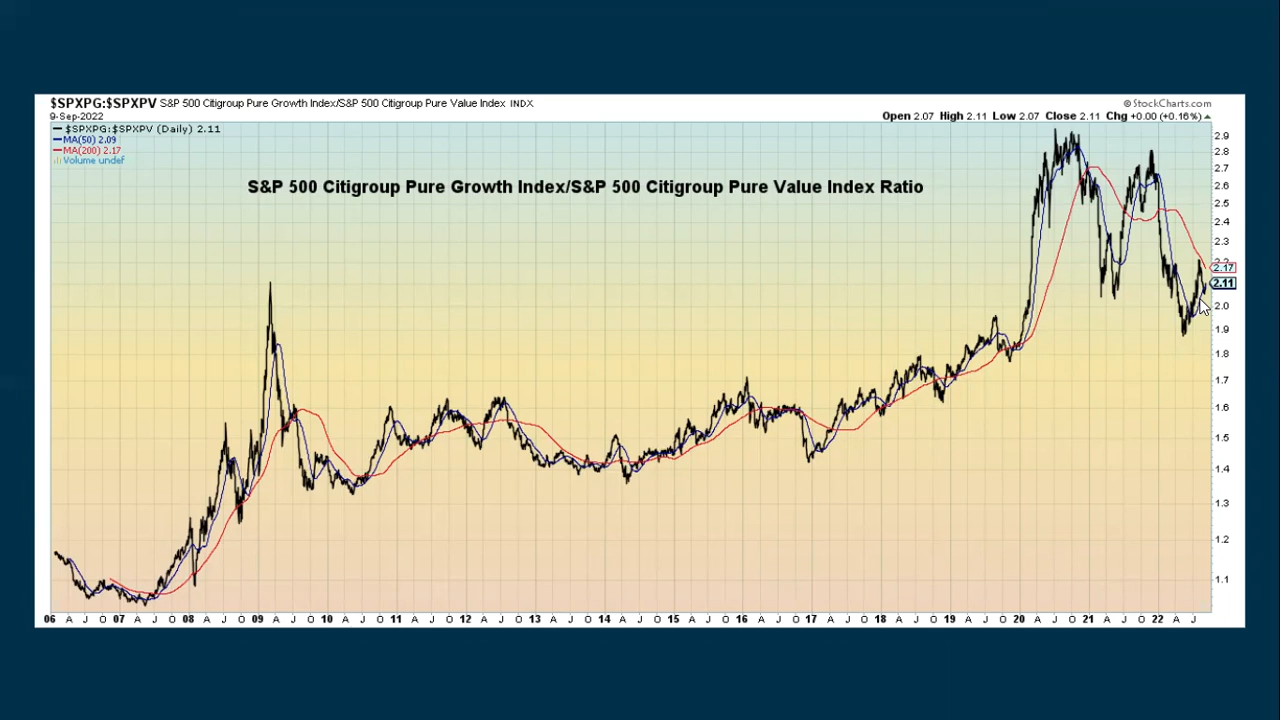 $SPXPG:$SPXPV S&P 500 Citigroup Pure Growth Index/S&P 500 Citigroup Pure Value Index INDX
© StockCharts.com
9-Sep-2022
Open 2.07 High 2.11 Low 2.07 Close 2.11 Chg +0.00 (+0.16%)
$SPXPG:$SPXPV (Daily) 2.11
MA(50) 2.09
MA(200) 2.17
Volume undef
S&P 500 Citigroup Pure Growth Index/S&P 500 Citigroup Pure Value Index Ratio
2.9
2.8
2.7
2.6
2.5
2.4
2.3
2.17
2.11
2.0
1.9
1.8
1.7
1.6
1.5
1.4
1.3
1.2
1.1
06 A J O 07 A J O 08 A J O 09 A J O 10 A J O 11 A J O 12 A J O 13 A J O 14 A J O 15 A J O 16 A J O 17 A J O 18 A J O 19 A J O 20 A J O 21 A J O 22 A J